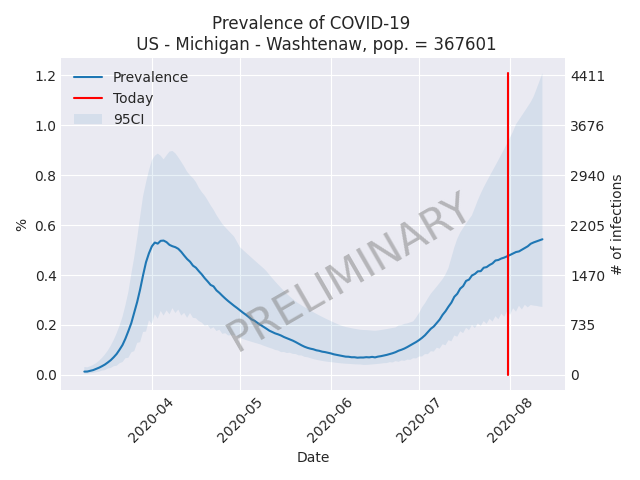 Prevalence of COVID-19
US - Michigan - Washtenaw, pop. = 367601
Prevalence
Today
95CI
PRELIMINARY
%
1.2
1.0
0.8
0.6
0.4
0.2
0.0
4411
3676
2940
2205
1470
735
0
# of infections
2020-04
2020-05
2020-06
2020-07
2020-08
Date